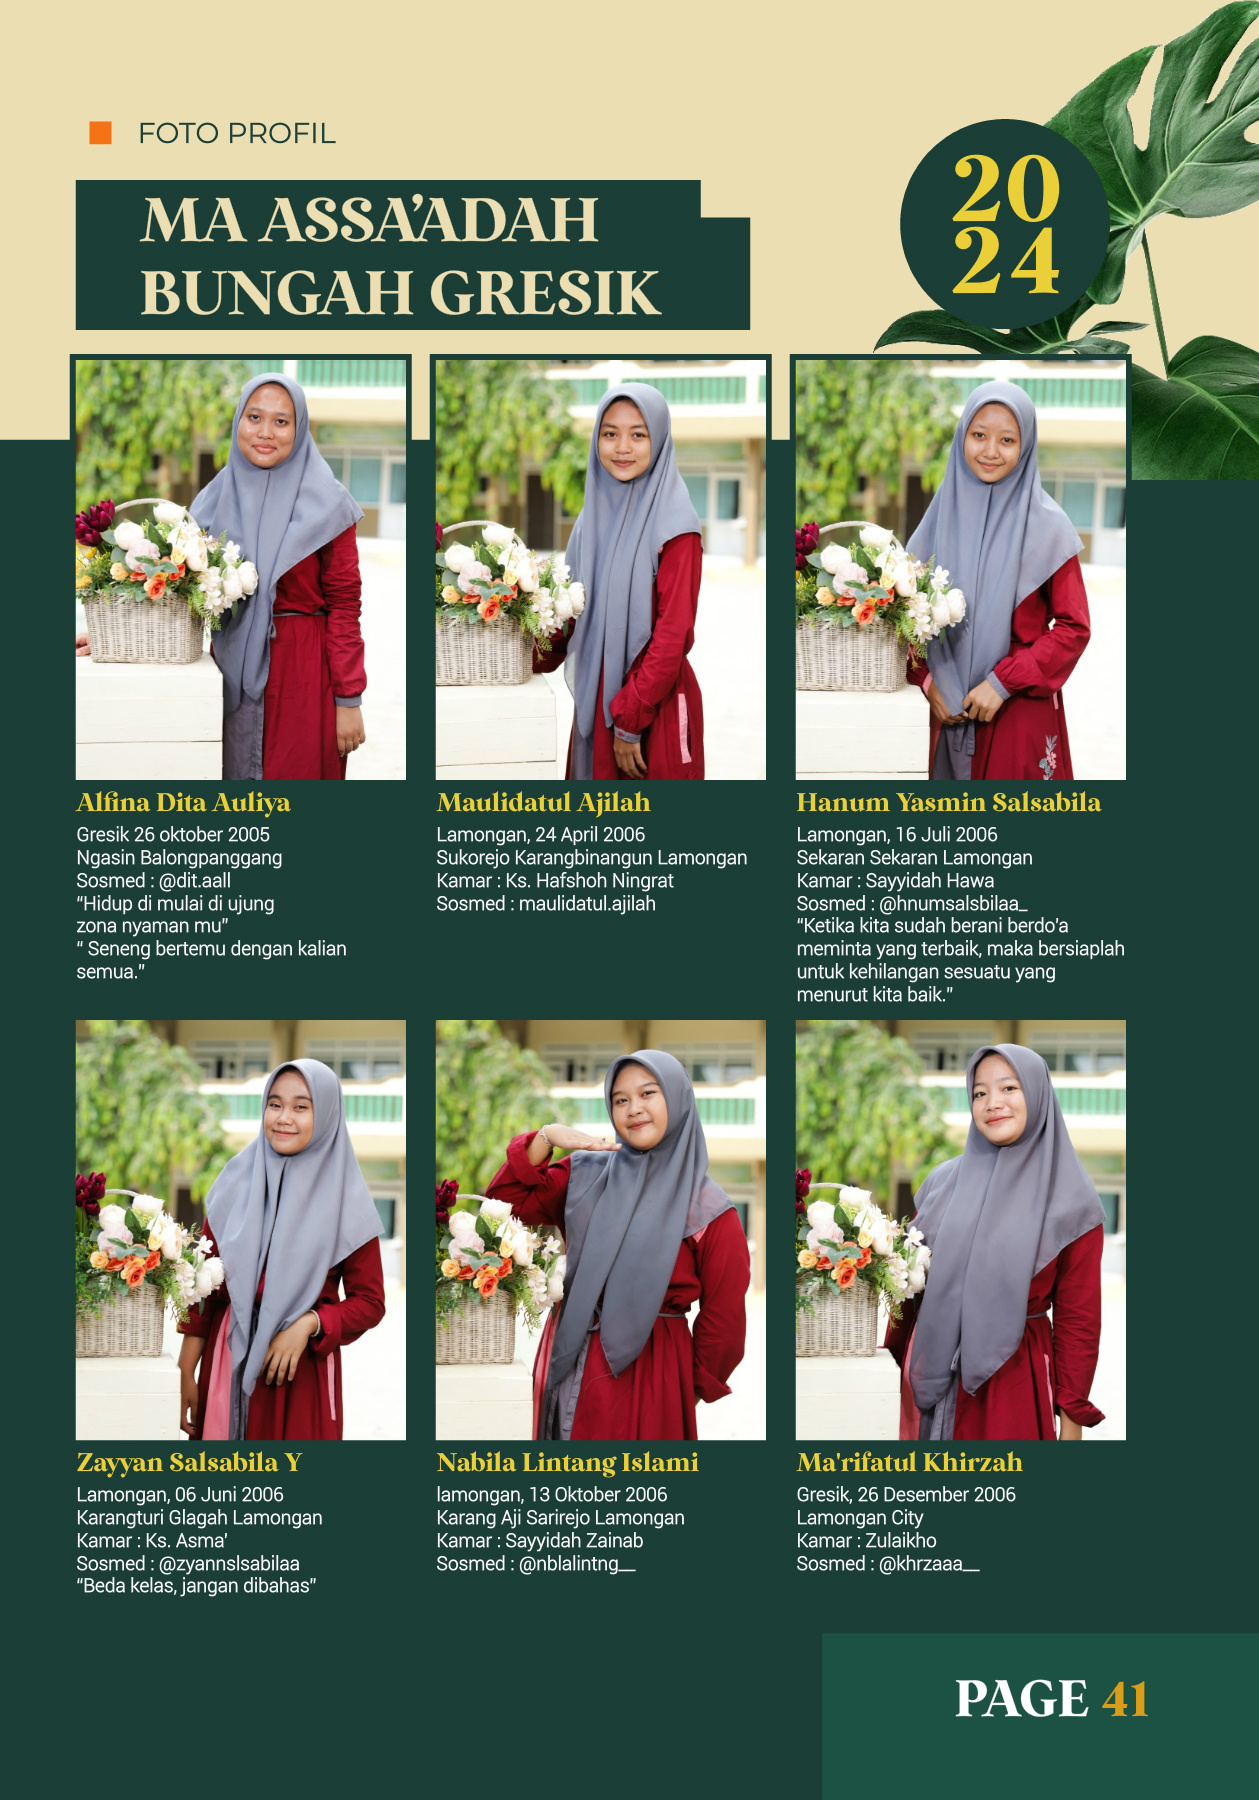 FOTO PROFIL
MA ASSA’ADAH
BUNGAH GRESIK
20
24
Alfina Dita Auliya
Gresik 26 oktober 2005
Ngasin Balongpanggang
Sosmed : @dit.aall
“Hidup di mulai di ujung
zona nyaman mu”
“ Seneng bertemu dengan kalian
semua.”
Maulidatul Ajilah
Lamongan, 24 April 2006
Sukorejo Karangbinangun Lamongan
Kamar : Ks. Hafshoh Ningrat
Sosmed : maulidatul.ajilah
Hanum Yasmin Salsabila
Lamongan, 16 Juli 2006
Sekaran Sekaran Lamongan
Kamar : Sayyidah Hawa
Sosmed : @hnumsalsbilaa_
“Ketika kita sudah berani berdo’a
meminta yang terbaik, maka bersiaplah
untuk kehilangan sesuatu yang
menurut kita baik.”
Zayyan Salsabila Y
Lamongan, 06 Juni 2006
Karangturi Glagah Lamongan
Kamar : Ks. Asma’
Sosmed : @zyannslsabilaa
“Beda kelas, jangan dibahas”
Nabila Lintang Islami
lamongan, 13 Oktober 2006
Karang Aji Sarirejo Lamongan
Kamar : Sayyidah Zainab
Sosmed : @nblalintng__
Ma'rifatul Khirzah
Gresik, 26 Desember 2006
Lamongan City
Kamar : Zulaikho
Sosmed : @khrzaaa__
PAGE 41